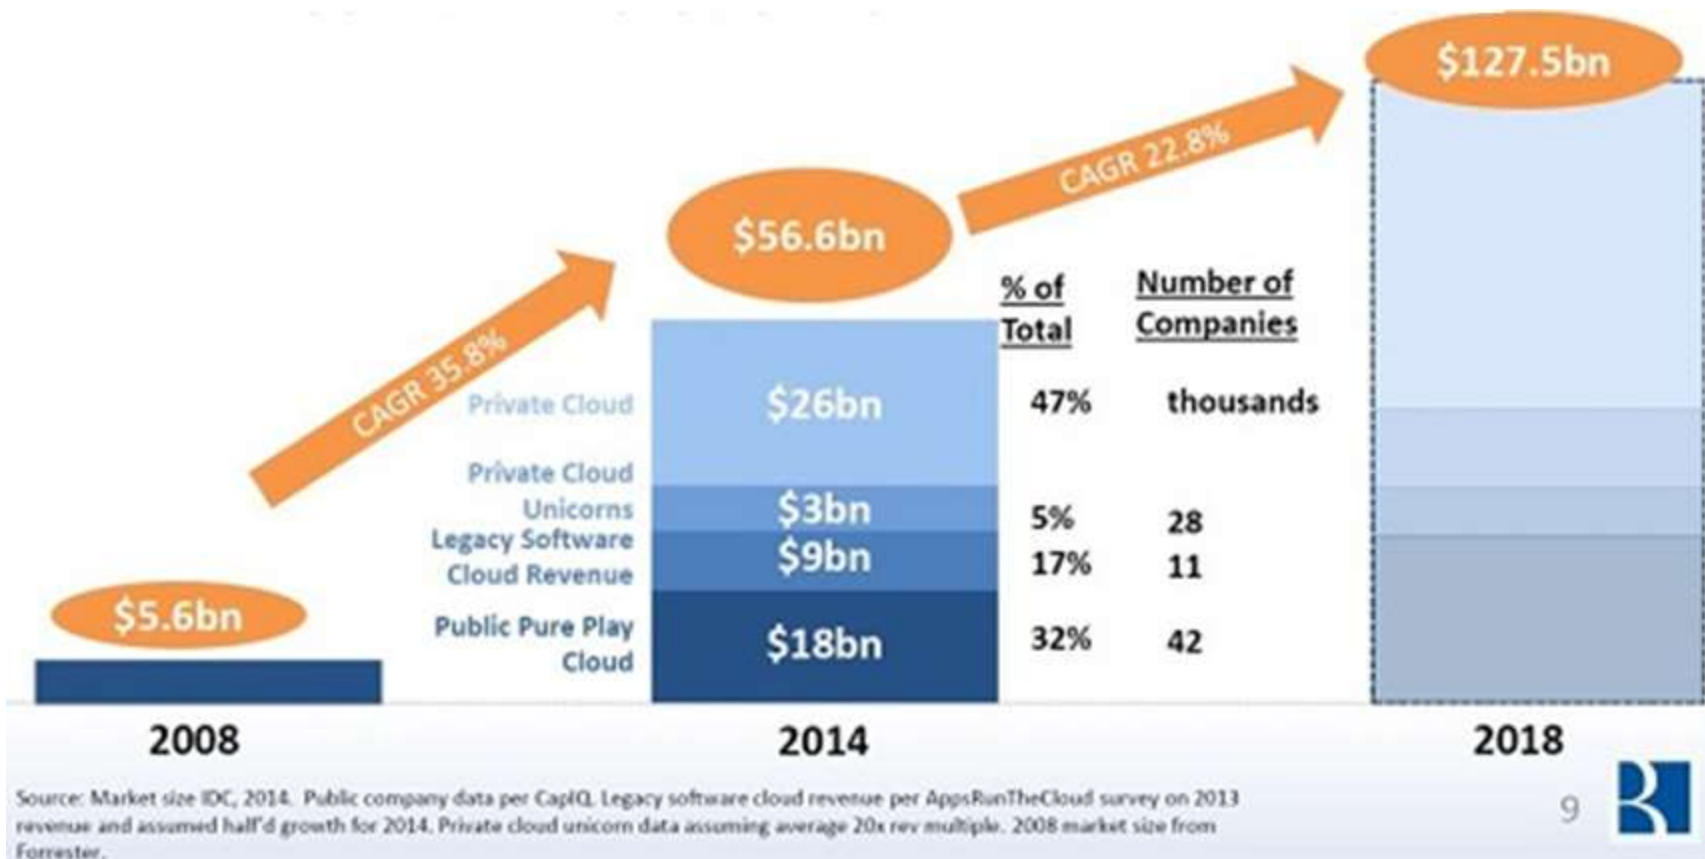 $127.5bn
CAGR 22.8%
$56.6bn
CAGR 35.8%
% of Total
Number of Companies
Private Cloud
$26bn
47%
thousands
Private Cloud Unicorns
$3bn
5%
28
Legacy Software Cloud Revenue
$9bn
17%
11
$5.6bn
Public Pure Play Cloud
$18bn
32%
42
2008
2014
2018
Source: Market size IDC, 2014. Public company data per CapIQ. Legacy software cloud revenue per AppsRunTheCloud survey on 2013
revenue and assumed half'd growth for 2014. Private cloud unicorn data assuming average 20x rev multiple. 2008 market size from
Forrester.
9